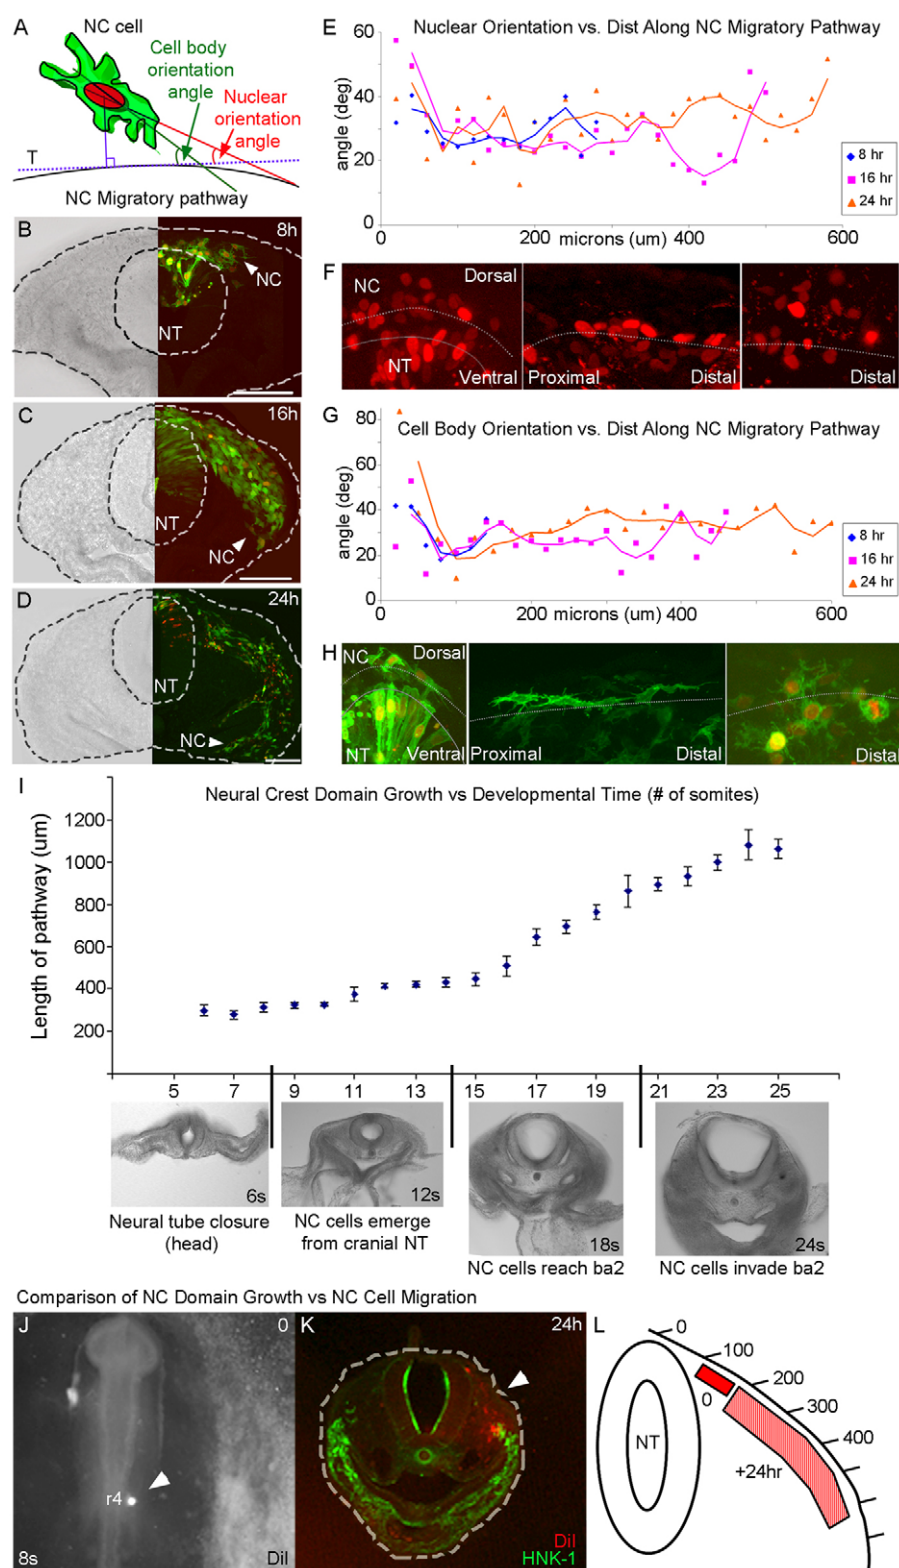 A
NC cell
Cell body
orientation
angle
Nuclear
orientation
angle
T
NC Migratory pathway
B
8h
NC
NT
C
16h
NT
NC
D
24h
NT
NC
E
Nuclear Orientation vs. Dist Along NC Migratory Pathway
60
40
20
0
angle (deg)
0
200
microns (um)
400
600
8 hr
16 hr
24 hr
F
NC
Dorsal
NT
Ventral
Proximal
Distal
Distal
G
Cell Body Orientation vs. Dist Along NC Migratory Pathway
80
60
40
20
0
angle (deg)
0
200
microns (um)
400
600
8 hr
16 hr
24 hr
H
NC
Dorsal
NT
Ventral
Proximal
Distal
Distal
I
Neural Crest Domain Growth vs Developmental Time (# of somites)
Length of pathway (um)
1200
1000
800
600
400
200
5 7 9 11 13 15 17 19 21 23 25
6s
Neural tube closure
(head)
12s
NC cells emerge
from cranial NT
18s
NC cells reach ba2
24s
NC cells invade ba2
Comparison of NC Domain Growth vs NC Cell Migration
J
0
r4
8s
DiI
K
24h
DiI
HNK-1
L
0
100
200
300
400
0
NT
+24hr